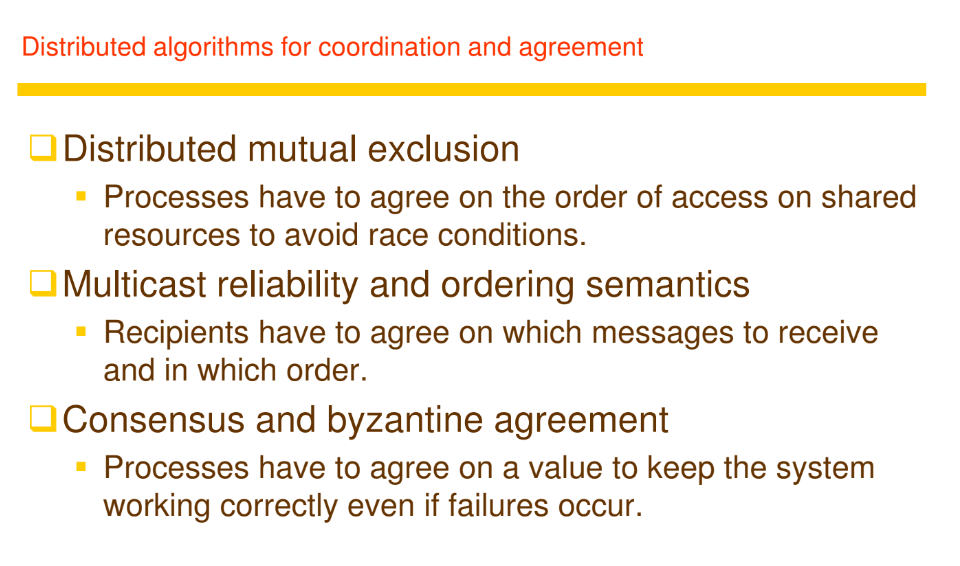 Distributed algorithms for coordination and agreement
Distributed mutual exclusion
Processes have to agree on the order of access on shared
resources to avoid race conditions.
Multicast reliability and ordering semantics
Recipients have to agree on which messages to receive
and in which order.
Consensus and byzantine agreement
Processes have to agree on a value to keep the system
working correctly even if failures occur.